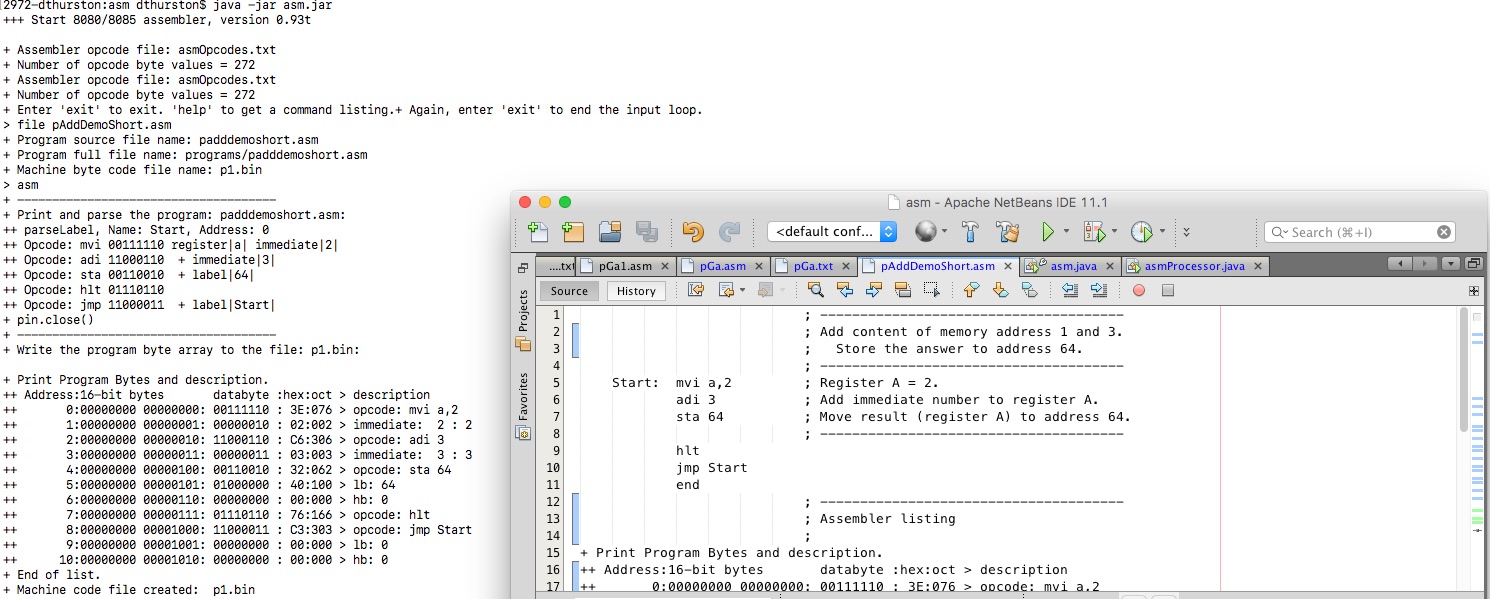 2972-dthurston:asm dthurston$ java -jar asm.jar
+++ Start 8080/8085 assembler, version 0.93t
+ Assembler opcode file: asmOpcodes.txt
+ Number of opcode byte values = 272
+ Assembler opcode file: asmOpcodes.txt
+ Number of opcode byte values = 272
+ Enter 'exit' to exit. 'help' to get a command listing.+ Again, enter 'exit' to end the input loop.
> file pAddDemoShort.asm
+ Program source file name: padddemoshort.asm
+ Program full file name: programs/padddemoshort.asm
+ Machine byte code file name: p1.bin
> asm
+ --------------------------------------
+ Print and parse the program: padddemoshort.asm:
++ parseLabel, Name: Start, Address: 0
++ Opcode: mvi 00111110 register|a| immediate|2|
++ Opcode: adi 11000110  + immediate|3|
++ Opcode: sta 00110010  + label|64|
++ Opcode: hlt 01110110
++ Opcode: jmp 11000011  + label|Start|
+ pin.close()
+ --------------------------------------
+ Write the program byte array to the file: p1.bin:
+ Print Program Bytes and description.
++ Address:16-bit bytes       databyte :hex:oct > description
++       0:00000000 00000000: 00111110 : 3E:076 > opcode: mvi a,2
++       1:00000000 00000001: 00000010 : 02:002 > immediate:  2 : 2
++       2:00000000 00000010: 11000110 : C6:306 > opcode: adi 3
++       3:00000000 00000011: 00000011 : 03:003 > immediate:  3 : 3
++       4:00000000 00000100: 00110010 : 32:062 > opcode: sta 64
++       5:00000000 00000101: 01000000 : 40:100 > lb: 64
++       6:00000000 00000110: 00000000 : 00:000 > hb: 0
++       7:00000000 00000111: 01110110 : 76:166 > opcode: hlt
++       8:00000000 00001000: 11000011 : C3:303 > opcode: jmp Start
++       9:00000000 00001001: 00000000 : 00:000 > lb: 0
++      10:00000000 00001010: 00000000 : 00:000 > hb: 0
+ End of list.
+ Machine code file created:  p1.bin
asm - Apache NetBeans IDE 11.1
<default conf...
Search (⌘+I)
....txt pGa1.asm pGa.asm pGa.txt pAddDemoShort.asm asm.java asmProcessor.java
Source History
Projects
Favorites
1 ; --------------------------------------
2 ; Add content of memory address 1 and 3.
3 ;   Store the answer to address 64.
4 ; --------------------------------------
5 Start:  mvi a,2         ; Register A = 2.
6 adi 3           ; Add immediate number to register A.
7 sta 64          ; Move result (register A) to address 64.
8 ; --------------------------------------
9 hlt
10 jmp Start
11 end
12 ; --------------------------------------
13 ; Assembler listing
14 ;
15 + Print Program Bytes and description.
16 ++ Address:16-bit bytes       databyte :hex:oct > description
17 ++       0:00000000 00000000: 00111110 : 3E:076 > opcode: mvi a,2